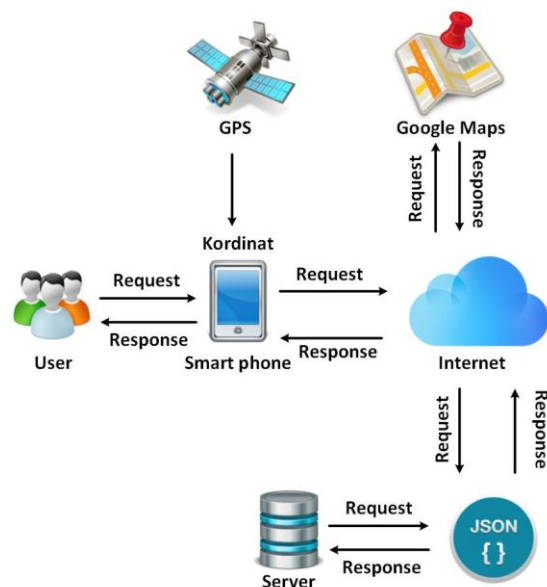 GPS
Google Maps
Request
Response
Kordinat
Request
Request
Response
Response
User
Smart phone
Internet
Request
Response
Request
JSON
{ }
Response
Server